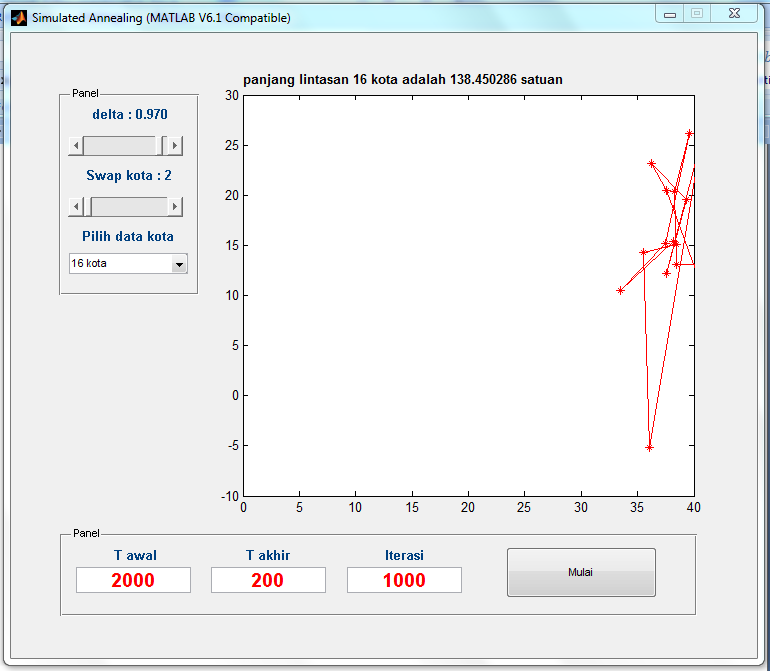 Simulated Annealing (MATLAB V6.1 Compatible)
panjang lintasan 16 kota adalah 138.450286 satuan
Panel
delta : 0.970
Swap kota : 2
Pilih data kota
16 kota
30
25
20
15
10
5
0
-5
-10
0 5 10 15 20 25 30 35 40
Panel
T awal T akhir Iterasi
2000 200 1000
Mulai